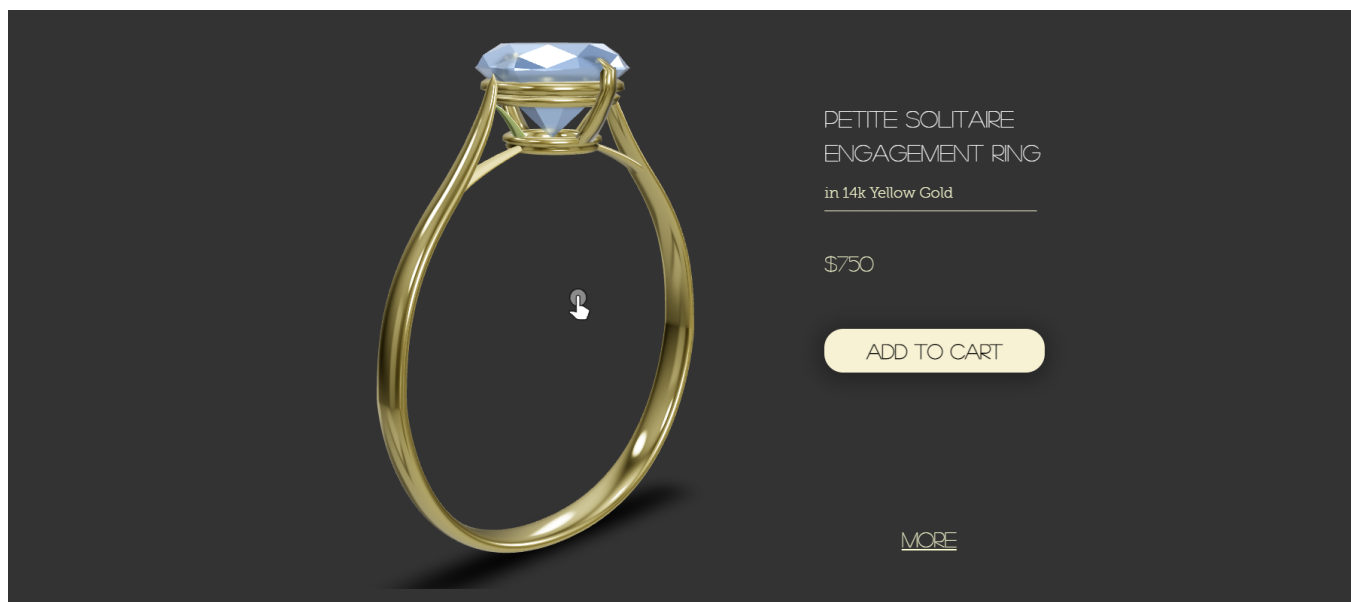 PETITE SOLITAIRE
ENGAGEMENT RING
in 14k Yellow Gold
$750
ADD TO CART
MORE